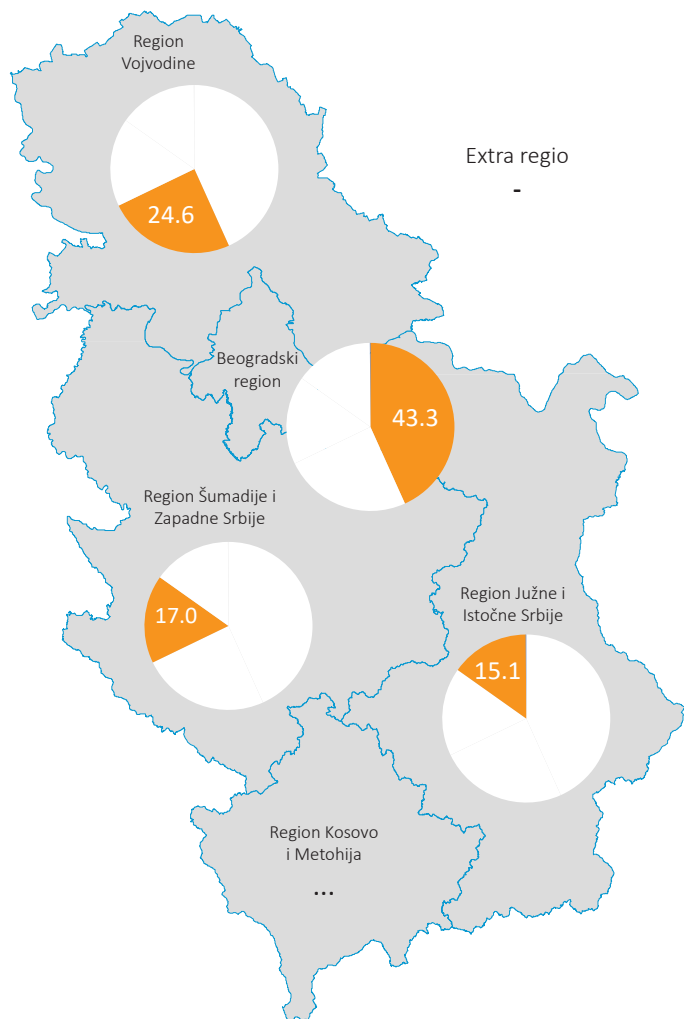 Region
Vojvodine
24.6
Extra regio
-
Beogradski
region
43.3
Region Šumadije i
Zapadne Srbije
17.0
Region Južne i
Istočne Srbije
15.1
Region Kosovo
i Metohija
...